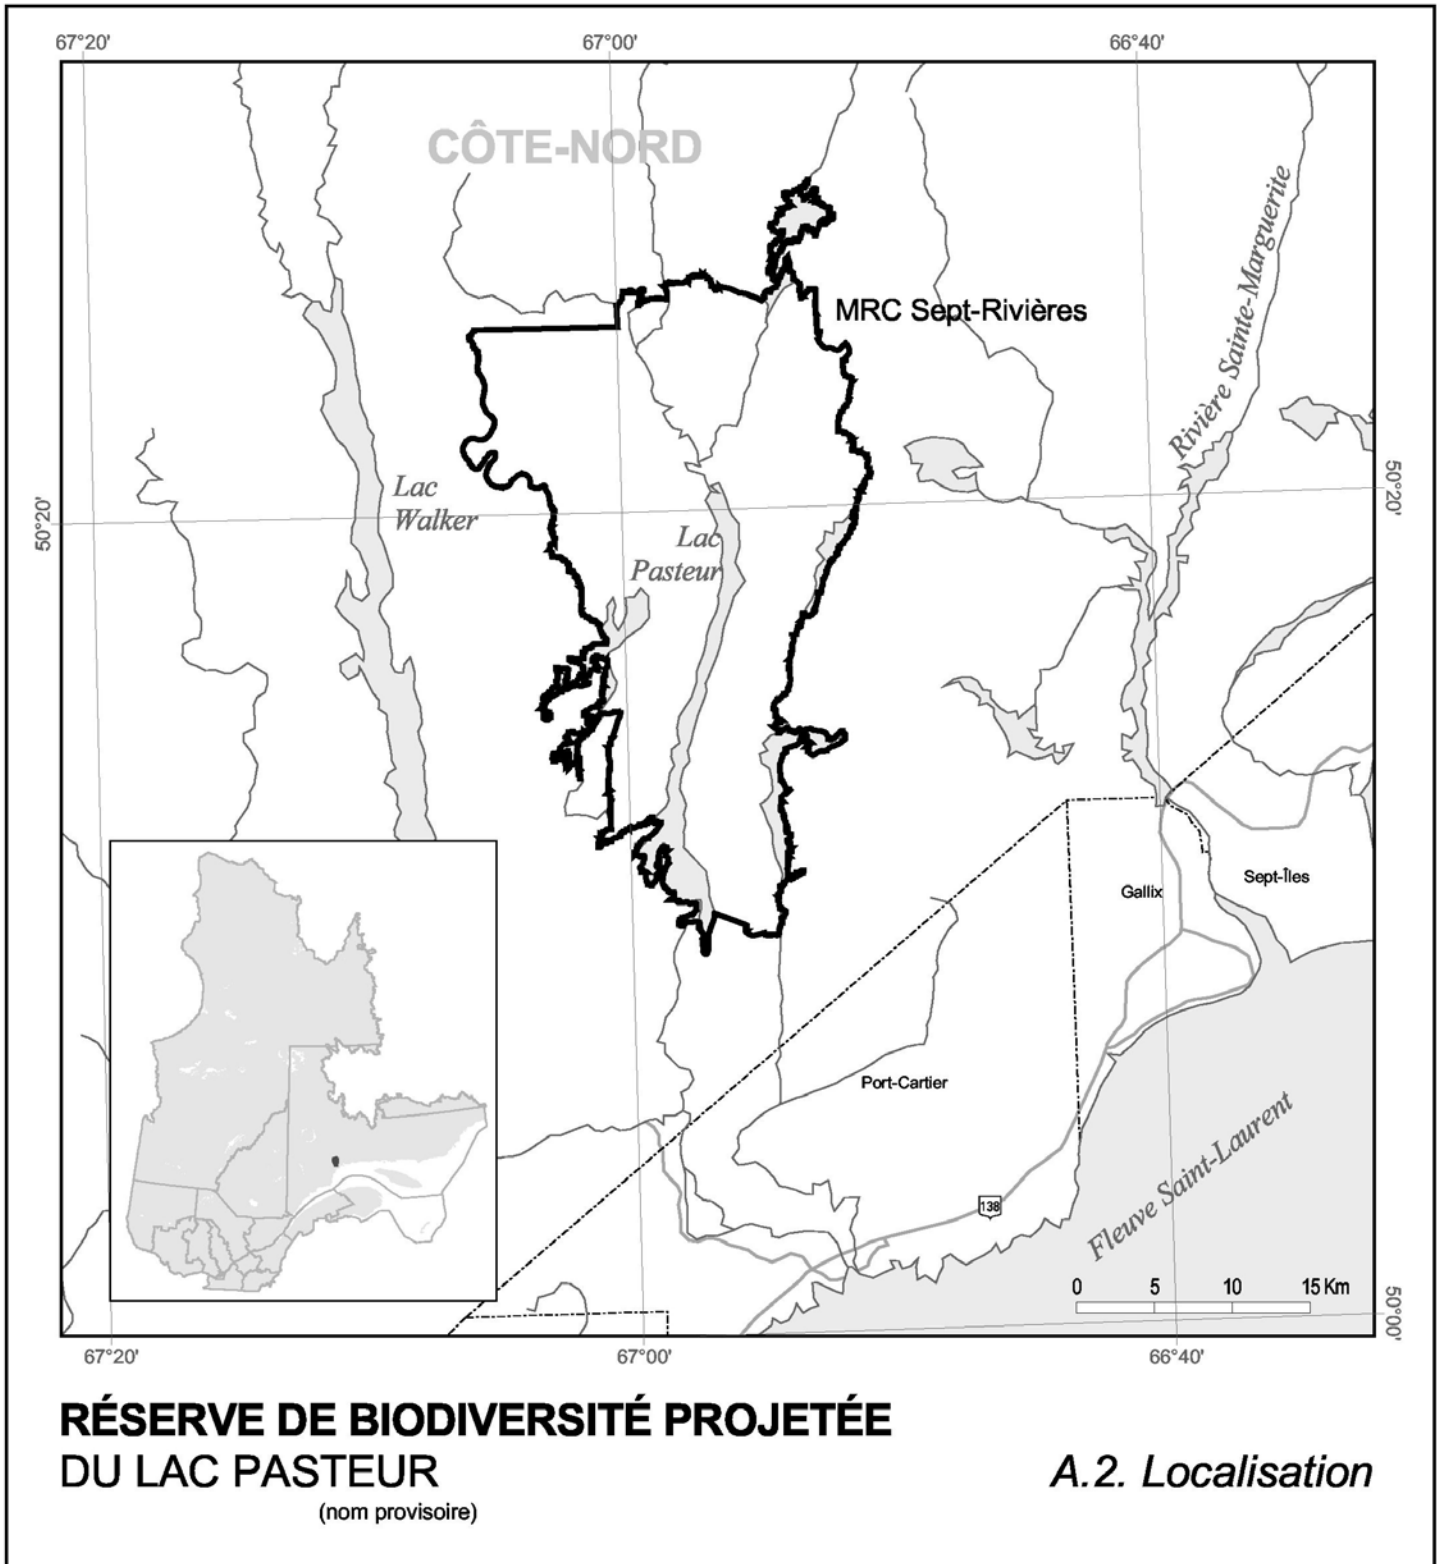 67°20'
67°00'
66°40'
CÔTE-NORD
Rivière Sainte-Marguerite
MRC Sept-Rivières
Lac
Walker
50°20'
50°20'
Lac
Pasteur
Sept-Îles
Gallix
Port-Cartier
Fleuve Saint-Laurent
138
0 5 10 15 Km
50°00'
67°20'
67°00'
66°40'
RÉSERVE DE BIODIVERSITÉ PROJETÉE
DU LAC PASTEUR
A.2. Localisation
(nom provisoire)